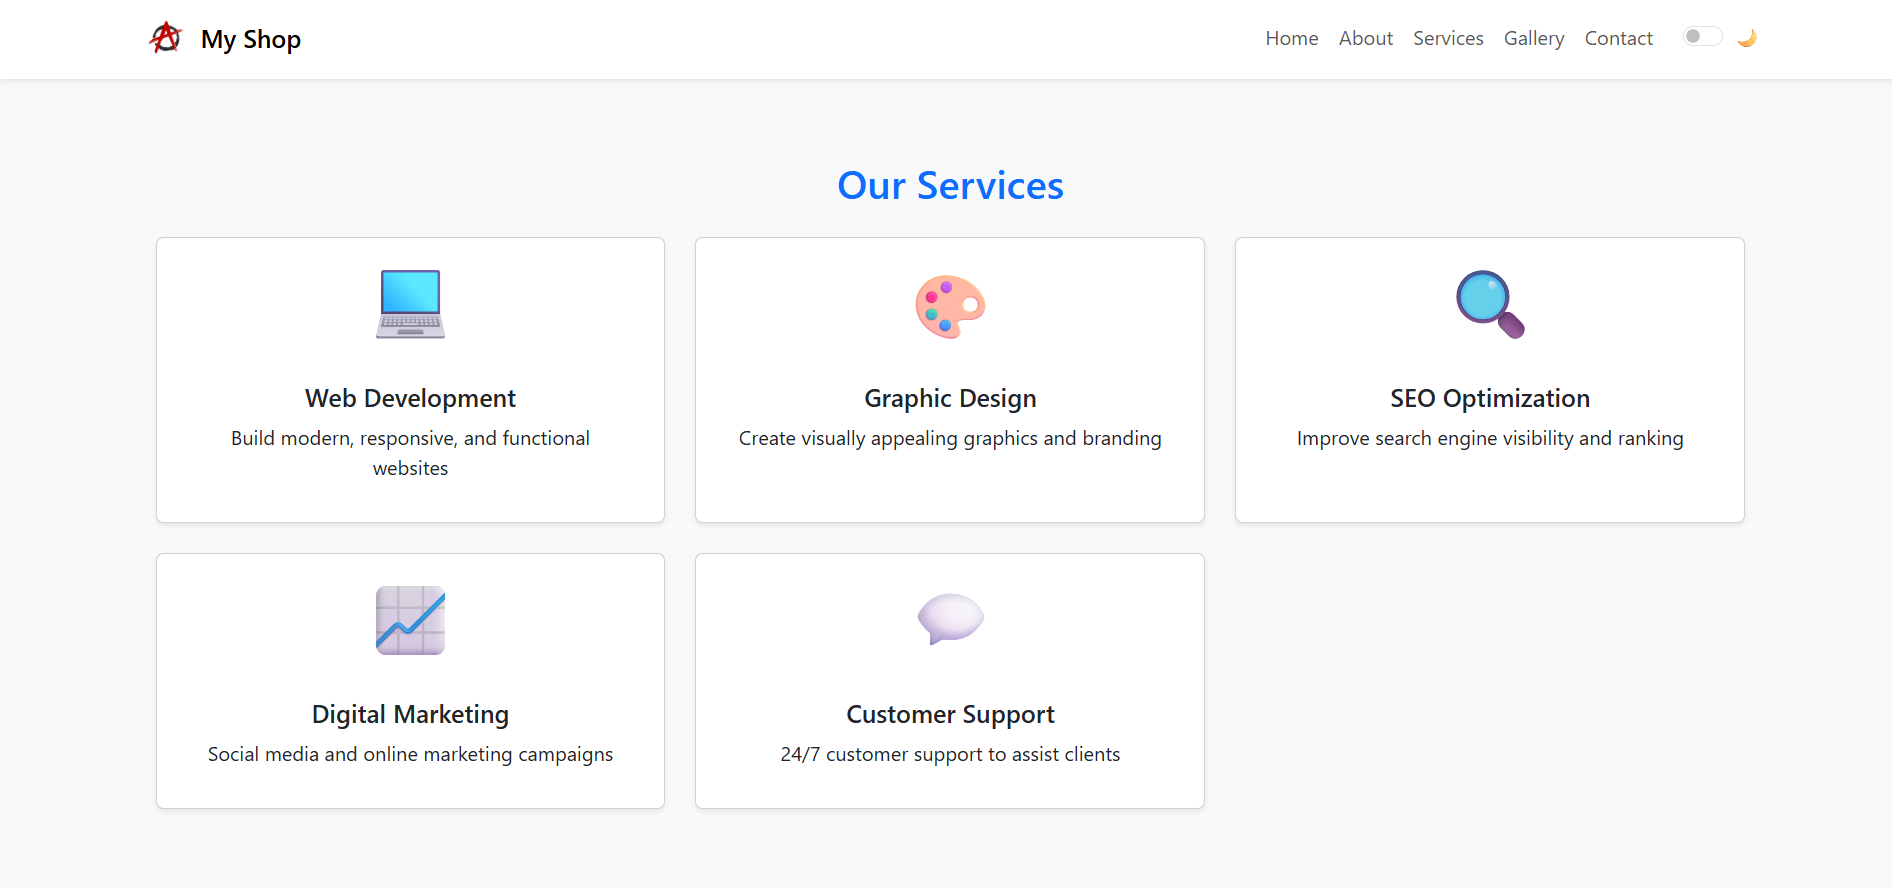 My Shop
Home About Services Gallery Contact
Our Services
Web Development
Build modern, responsive, and functional
websites
Graphic Design
Create visually appealing graphics and branding
SEO Optimization
Improve search engine visibility and ranking
Digital Marketing
Social media and online marketing campaigns
Customer Support
24/7 customer support to assist clients